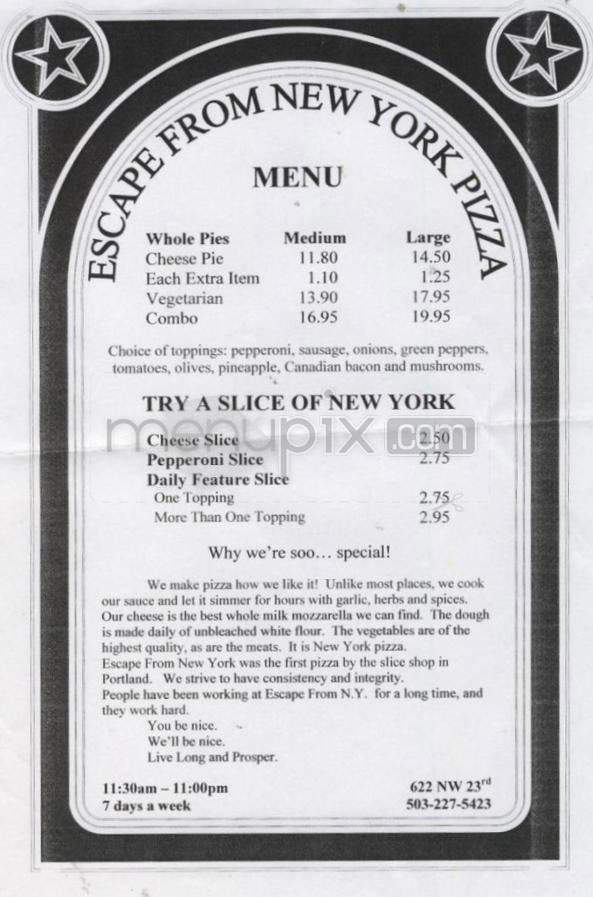 ESCAPE FROM NEW YORK PIZZA
MENU
Whole Pies Medium Large
Cheese Pie 11.80 14.50
Each Extra Item 1.10 1.25
Vegetarian 13.90 17.95
Combo 16.95 19.95
Choice of toppings: pepperoni, sausage, onions, green peppers,
tomatoes, olives, pineapple, Canadian bacon and mushrooms.
TRY A SLICE OF NEW YORK
menupix.com
Cheese Slice 2.50
Pepperoni Slice 2.75
Daily Feature Slice
One Topping 2.75
More Than One Topping 2.95
Why we're soo... special!
We make pizza how we like it! Unlike most places, we cook
our sauce and let it simmer for hours with garlic, herbs and spices.
Our cheese is the best whole milk mozzarella we can find. The dough
is made daily of unbleached white flour. The vegetables are of the
highest quality, as are the meats. It is New York pizza.
Escape From New York was the first pizza by the slice shop in
Portland. We strive to have consistency and integrity.
People have been working at Escape From N.Y. for a long time, and
they work hard.
You be nice.
We'll be nice.
Live Long and Prosper.
11:30am – 11:00pm 622 NW 23rd
7 days a week 503-227-5423